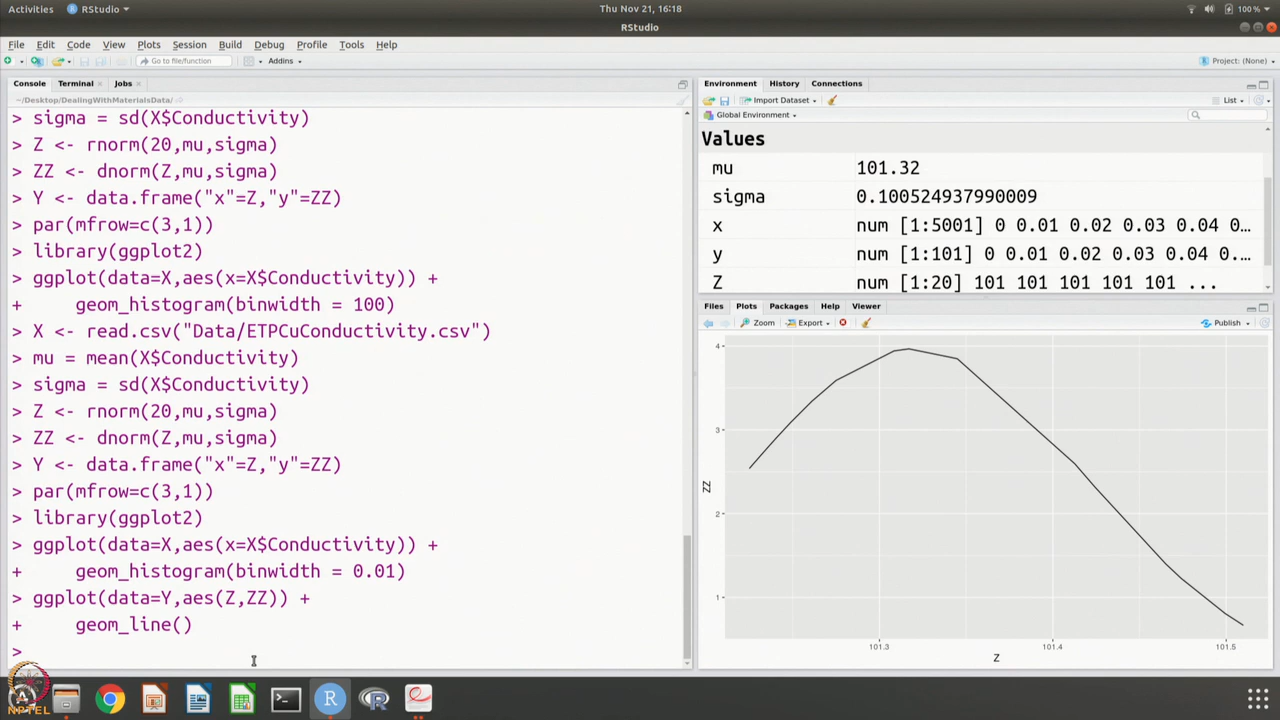 Activities RStudio Thu Nov 21, 16:18 100 %
RStudio
File Edit Code View Plots Session Build Debug Profile Tools Help
Go to file/function Addins Project: (None)
Console Terminal Jobs
~/Desktop/DealingWithMaterialsData/
> sigma = sd(X$Conductivity)
> Z <- rnorm(20,mu,sigma)
> ZZ <- dnorm(Z,mu,sigma)
> Y <- data.frame("x"=Z,"y"=ZZ)
> par(mfrow=c(3,1))
> library(ggplot2)
> ggplot(data=X,aes(x=X$Conductivity)) +
+ geom_histogram(binwidth = 100)
> X <- read.csv("Data/ETPCuConductivity.csv")
> mu = mean(X$Conductivity)
> sigma = sd(X$Conductivity)
> Z <- rnorm(20,mu,sigma)
> ZZ <- dnorm(Z,mu,sigma)
> Y <- data.frame("x"=Z,"y"=ZZ)
> par(mfrow=c(3,1))
> library(ggplot2)
> ggplot(data=X,aes(x=X$Conductivity)) +
+ geom_histogram(binwidth = 0.01)
> ggplot(data=Y,aes(Z,ZZ)) +
+ geom_line()
>
Environment History Connections
Import Dataset List
Global Environment
Values
mu 101.32
sigma 0.100524937990009
x num [1:5001] 0 0.01 0.02 0.03 0.04 0…
y num [1:101] 0 0.01 0.02 0.03 0.04 0.…
Z num [1:20] 101 101 101 101 101 ...
Files Plots Packages Help Viewer
Zoom Export Publish
4
3
ZZ
2
1
101.3 101.4 101.5
Z
NPTEL